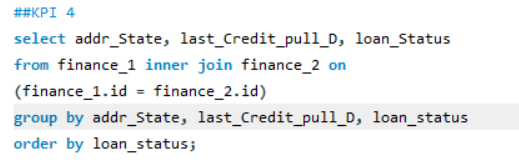 ##KPI 4
select addr_State, last_Credit_pull_D, loan_Status
from finance_1 inner join finance_2 on
(finance_1.id = finance_2.id)
group by addr_State, last_Credit_pull_D, loan_status
order by loan_status;